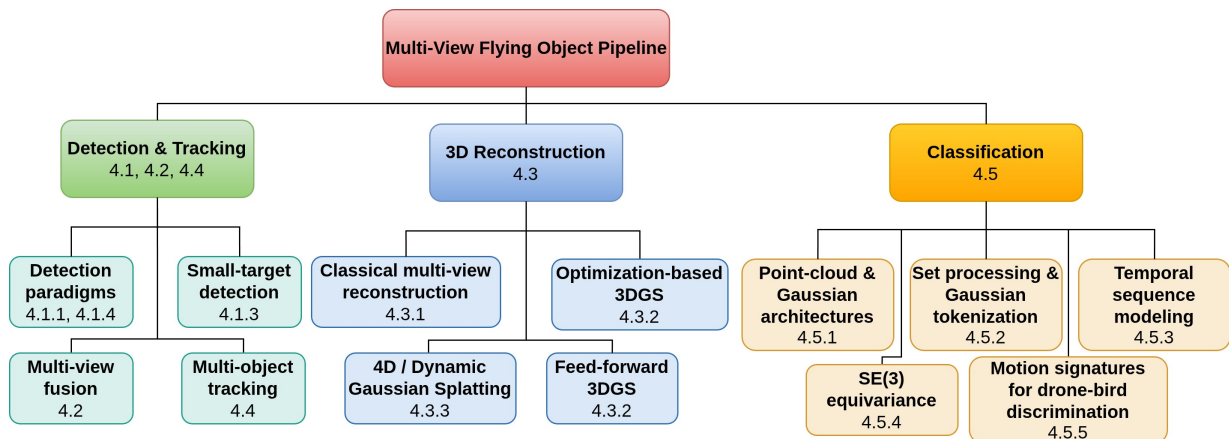 Multi-View Flying Object Pipeline
Detection & Tracking
4.1, 4.2, 4.4
3D Reconstruction
4.3
Classification
4.5
Detection
paradigms
4.1.1, 4.1.4
Small-target
detection
4.1.3
Classical multi-view
reconstruction
4.3.1
Optimization-based
3DGS
4.3.2
Point-cloud &
Gaussian
architectures
4.5.1
Set processing &
Gaussian
tokenization
4.5.2
Temporal
sequence
modeling
4.5.3
Multi-view
fusion
4.2
Multi-object
tracking
4.4
4D / Dynamic
Gaussian Splatting
4.3.3
Feed-forward
3DGS
4.3.2
SE(3)
equivariance
4.5.4
Motion signatures
for drone-bird
discrimination
4.5.5